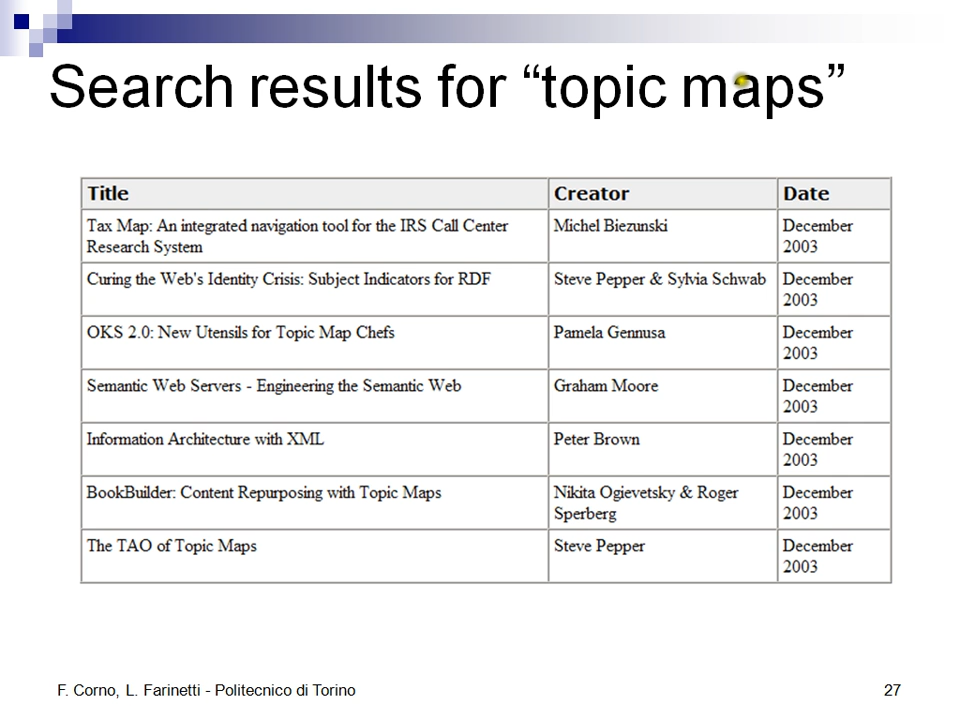 Search results for “topic maps”
Title Creator Date
Tax Map: An integrated navigation tool for the IRS Call Center Michel Biezunski December
Research System 2003
Curing the Web's Identity Crisis: Subject Indicators for RDF Steve Pepper & Sylvia Schwab December
2003
OKS 2.0: New Utensils for Topic Map Chefs Pamela Gennusa December
2003
Semantic Web Servers - Engineering the Semantic Web Graham Moore December
2003
Information Architecture with XML Peter Brown December
2003
BookBuilder: Content Repurposing with Topic Maps Nikita Ogievetsky & Roger December
Sperberg 2003
The TAO of Topic Maps Steve Pepper December
2003
F. Corno, L. Farinetti - Politecnico di Torino 27